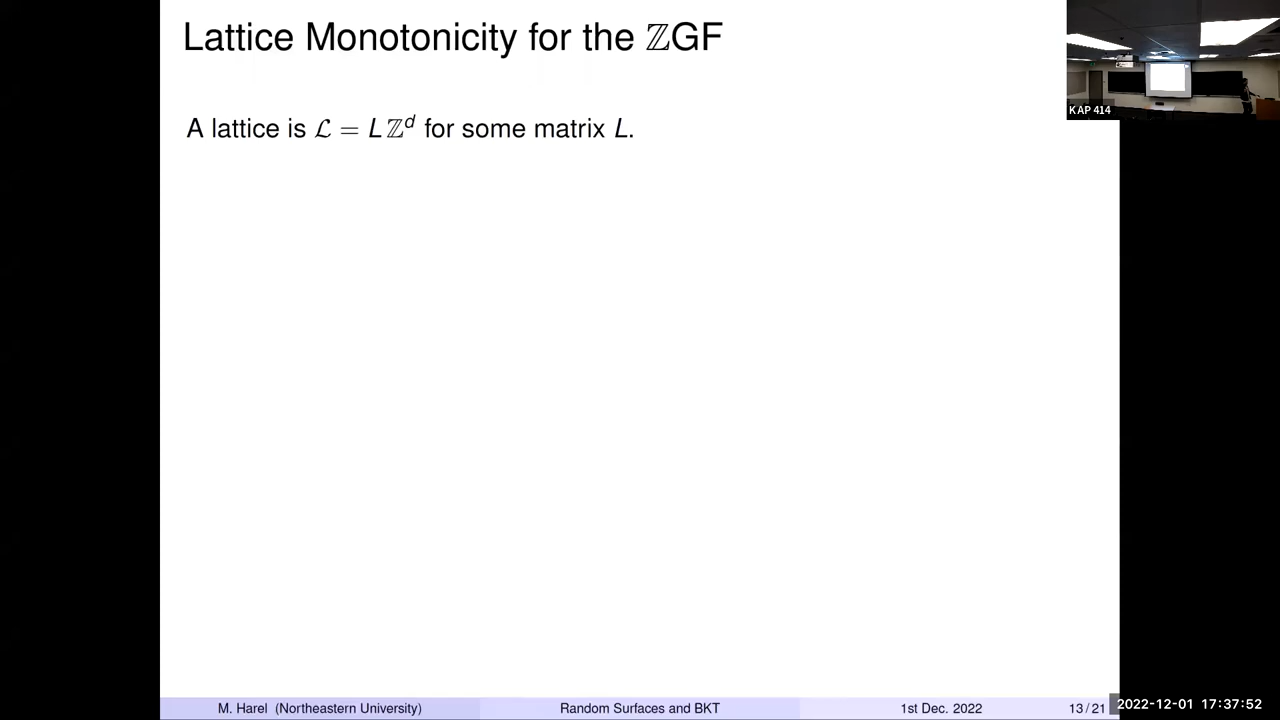 Lattice Monotonicity for the ℤGF
KAP 414
A lattice is ℒ = L ℤᵈ for some matrix L.
M. Harel (Northeastern University) Random Surfaces and BKT 1st Dec. 2022 13 / 21
2022-12-01 17:37:52